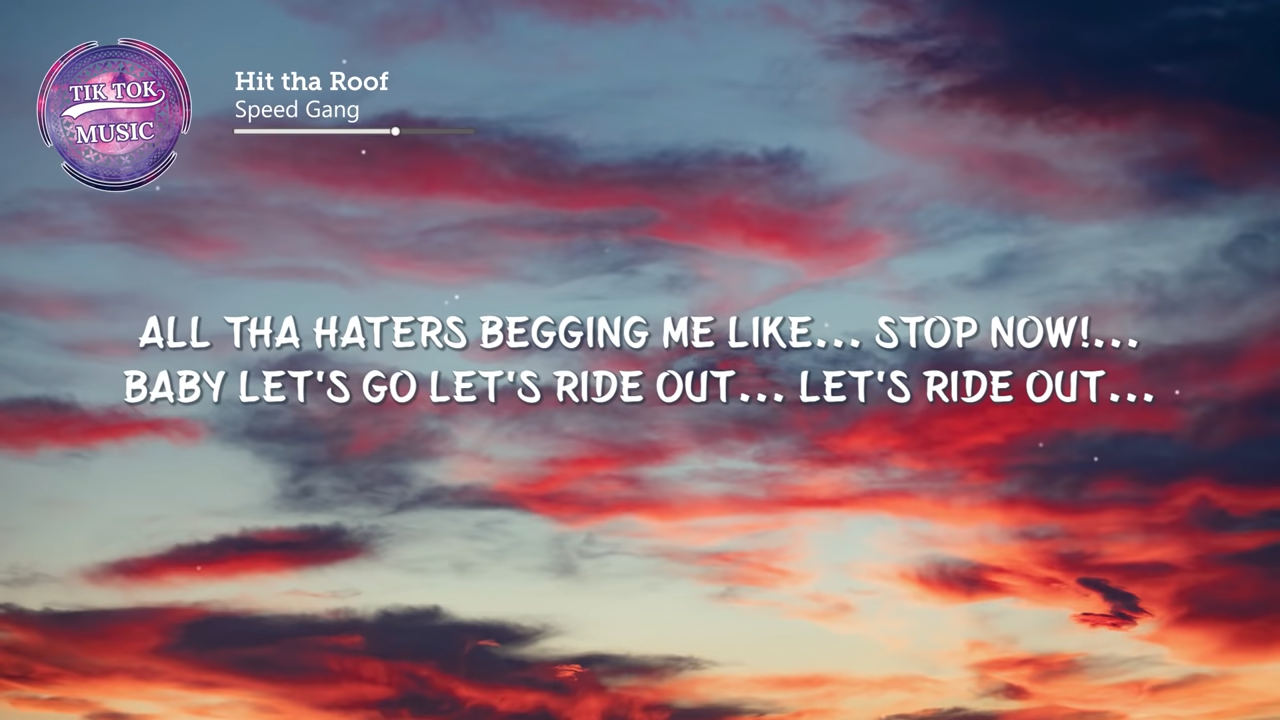 TIK TOK
MUSIC
Hit tha Roof
Speed Gang
ALL THA HATERS BEGGING ME LIKE... STOP NOW!...
BABY LET'S GO LET'S RIDE OUT... LET'S RIDE OUT...